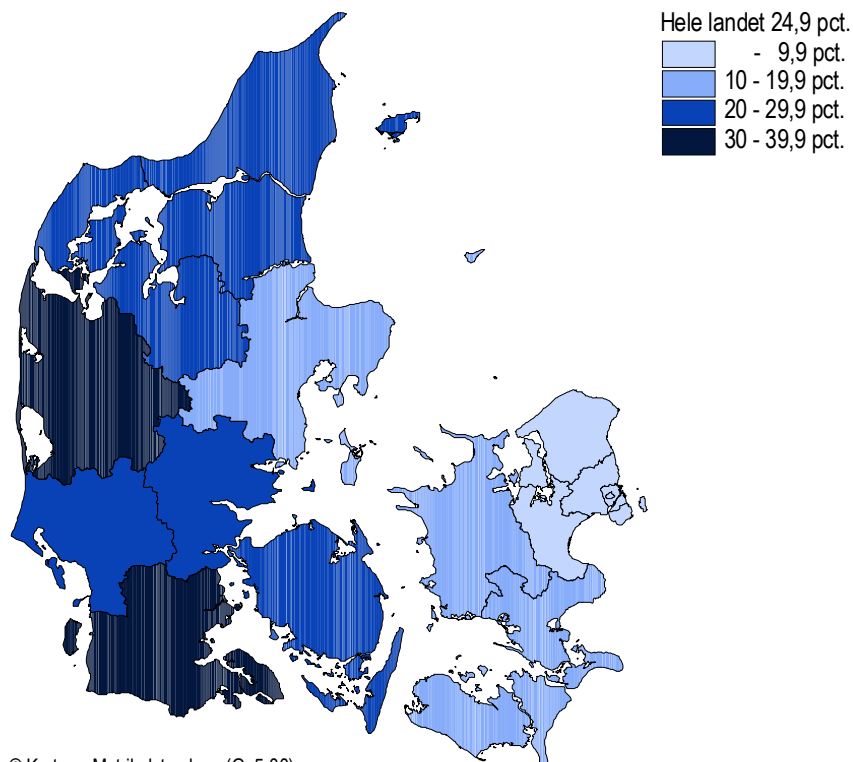 Hele landet 24,9 pct.
- 9,9 pct.
10 - 19,9 pct.
20 - 29,9 pct.
30 - 39,9 pct.